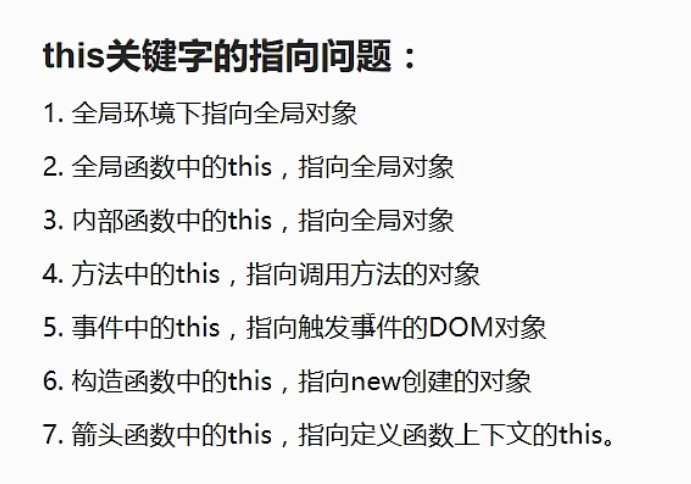 this关键字的指向问题：
1. 全局环境下指向全局对象
2. 全局函数中的this，指向全局对象
3. 内部函数中的this，指向全局对象
4. 方法中的this，指向调用方法的对象
5. 事件中的this，指向触发事件的DOM对象
6. 构造函数中的this，指向new创建的对象
7. 箭头函数中的this，指向定义函数上下文的this。